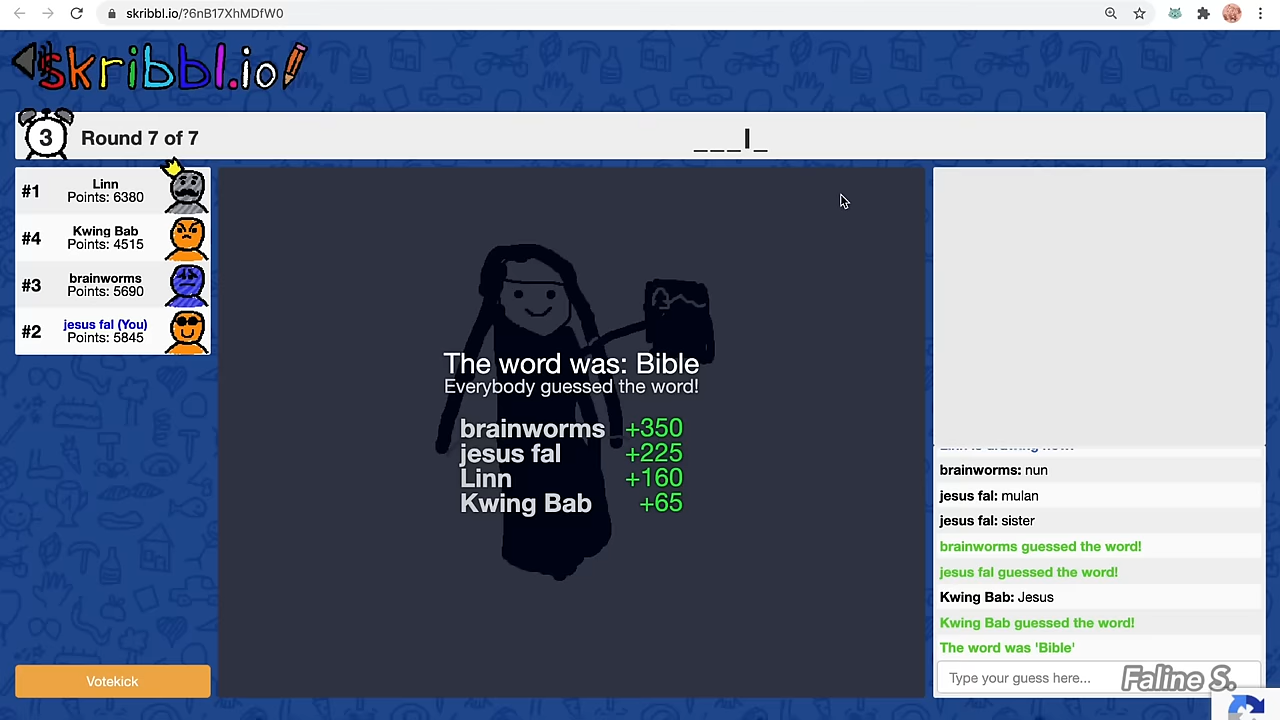 skribbl.io/?6nB17XhMDfW0
skribbl.io
3
Round 7 of 7
___l_
#1
Linn
Points: 6380
#4
Kwing Bab
Points: 4515
#3
brainworms
Points: 5690
#2
jesus fal (You)
Points: 5845
The word was: Bible
Everybody guessed the word!
brainworms +350
jesus fal +225
Linn +160
Kwing Bab +65
Linn is drawing now!
brainworms: nun
jesus fal: mulan
jesus fal: sister
brainworms guessed the word!
jesus fal guessed the word!
Kwing Bab: Jesus
Kwing Bab guessed the word!
The word was 'Bible'
Type your guess here...
Faline S.
Votekick